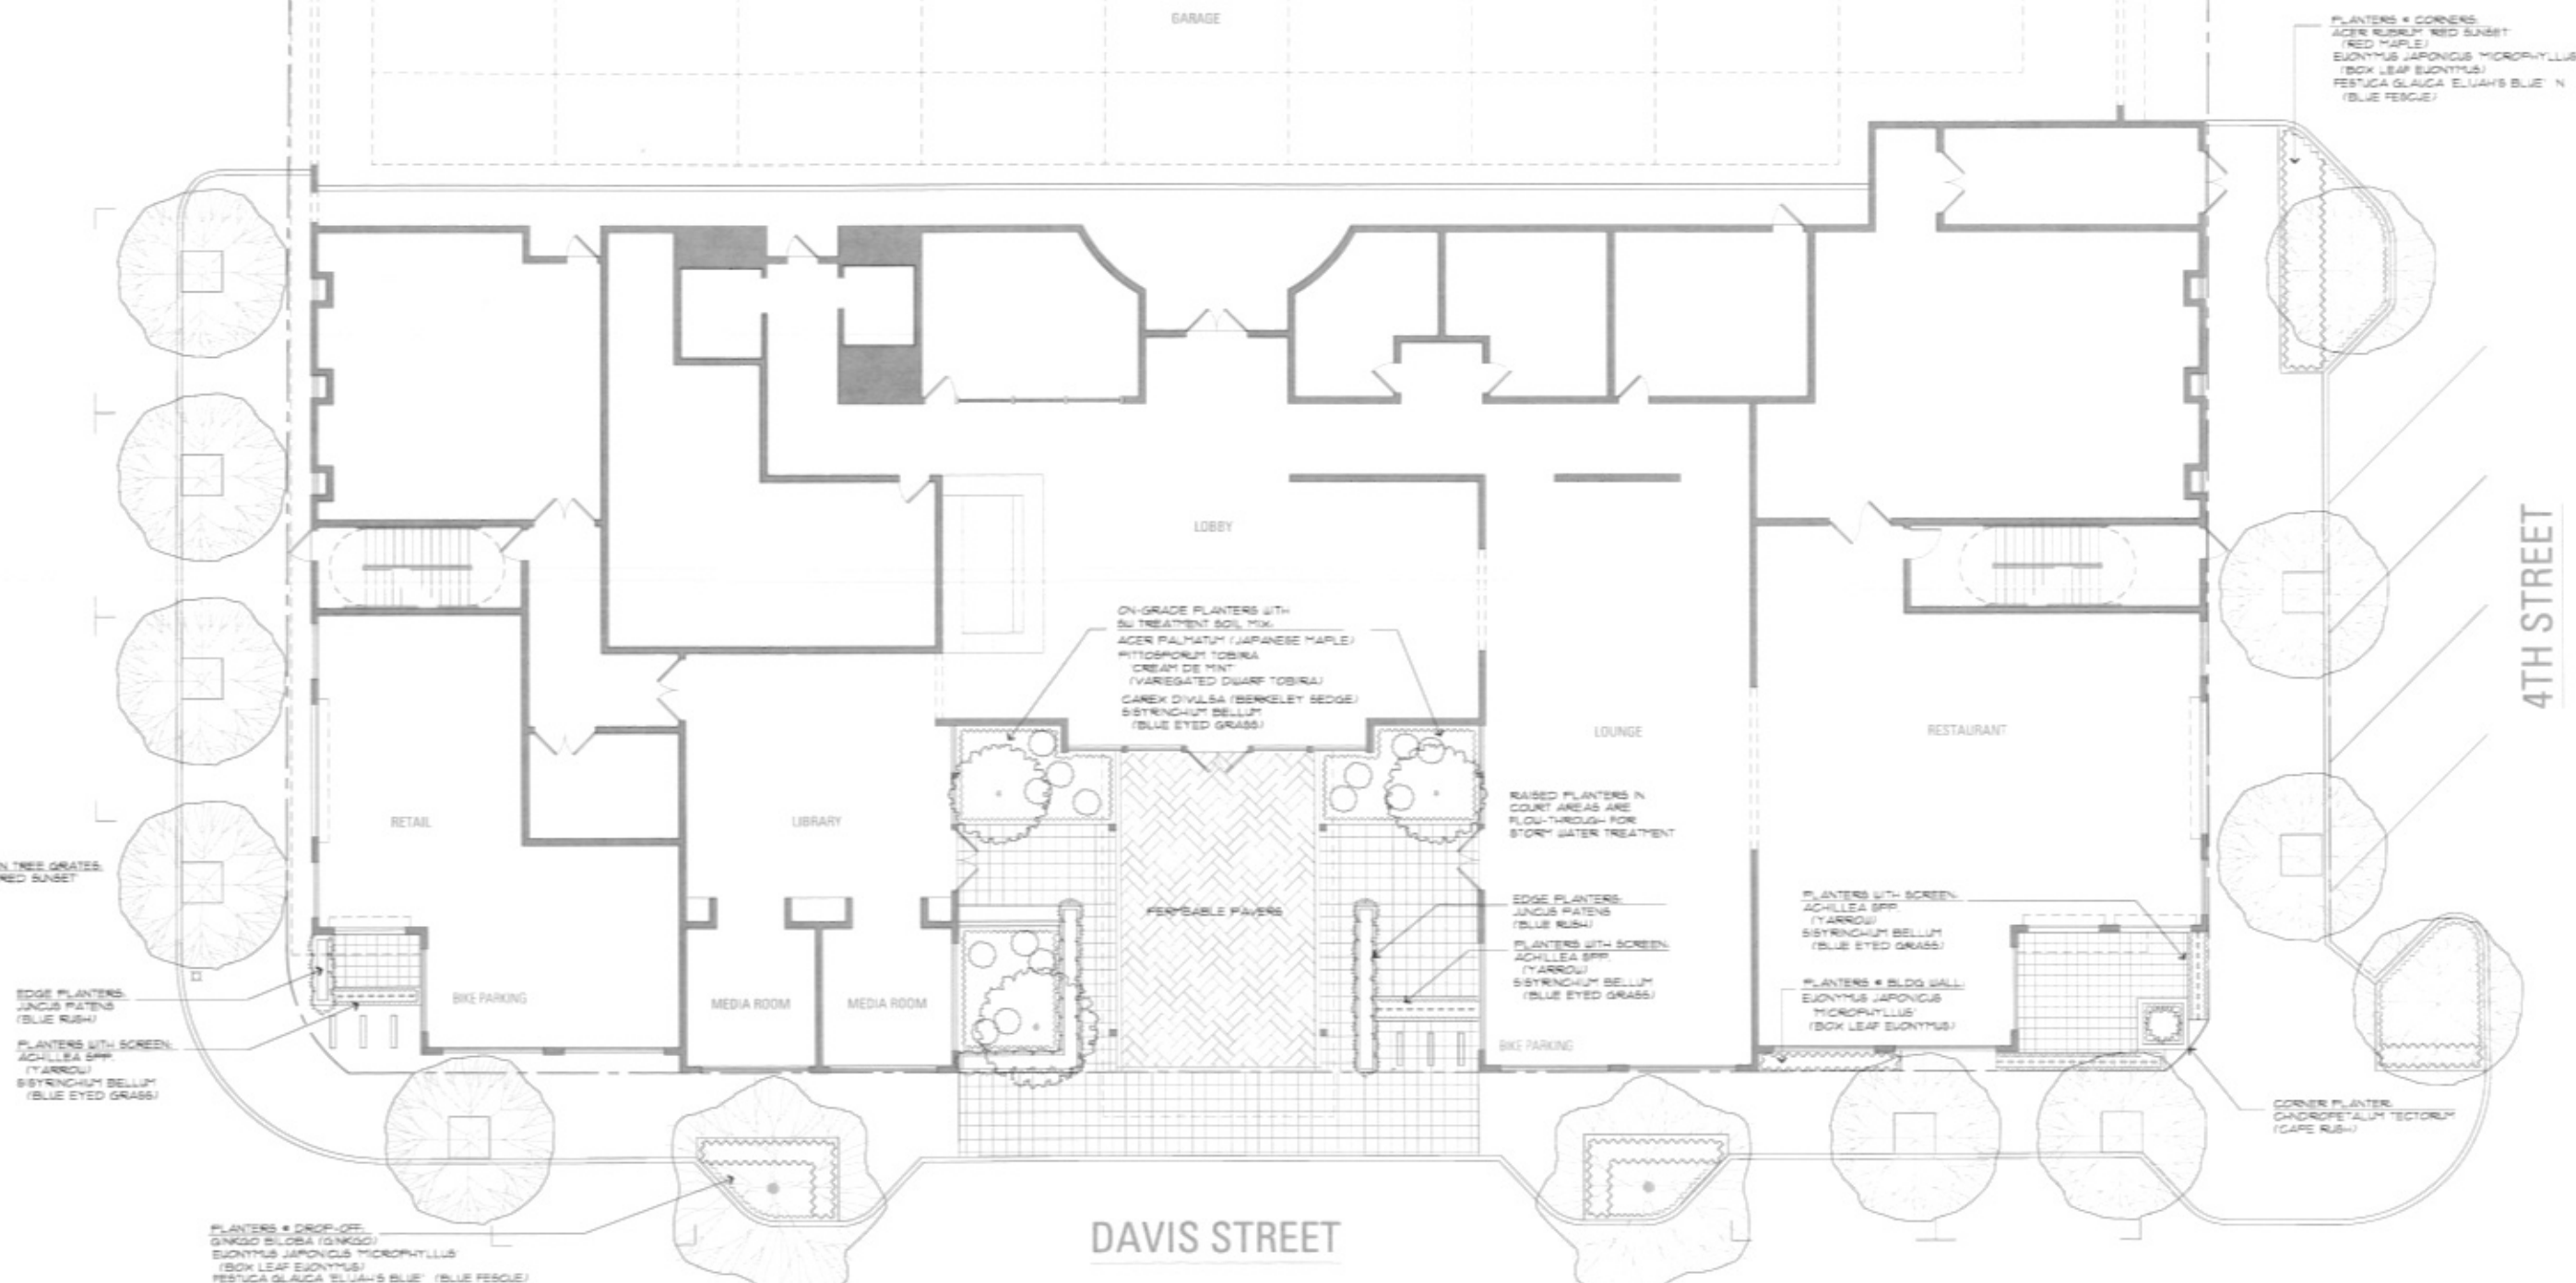 GARAGE
PLANTERS @ CORNERS:
ACER RUBRUM 'RED SUNSET'
(RED MAPLE)
EUONYMUS JAPONICUS 'MICROPHYLLUS'
(BOX LEAF EUONYMUS)
FESTUCA GLAUCA 'ELIJAH'S BLUE' N
(BLUE FESCUE)
4TH STREET
LOBBY
ON-GRADE PLANTERS WITH
SW TREATMENT SOIL MIX:
ACER PALMATUM (JAPANESE MAPLE)
PITTOSPORUM TOBIRA
'CREAM DE MINT'
(VARIEGATED DWARF TOBIRA)
CAREX DIVULSA (BERKELEY SEDGE)
SISYRINCHIUM BELLUM
(BLUE EYED GRASS)
LOUNGE
RESTAURANT
RETAIL
LIBRARY
RAISED PLANTERS IN
COURT AREAS ARE
FLOW-THROUGH FOR
STORM WATER TREATMENT
N TREE GRATES:
RED SUNSET'
PERMEABLE PAVERS
EDGE PLANTERS:
JUNCUS PATENS
(BLUE RUSH)
PLANTERS WITH SCREEN:
ACHILLEA SPP.
(YARROW)
SISYRINCHIUM BELLUM
(BLUE EYED GRASS)
PLANTERS WITH SCREEN:
ACHILLEA SPP.
(YARROW)
SISYRINCHIUM BELLUM
(BLUE EYED GRASS)
PLANTERS @ BLDG WALL:
EUONYMUS JAPONICUS
'MICROPHYLLUS'
(BOX LEAF EUONYMUS)
EDGE PLANTERS:
JUNCUS PATENS
(BLUE RUSH)
PLANTERS WITH SCREEN:
ACHILLEA SPP.
(YARROW)
SISYRINCHIUM BELLUM
(BLUE EYED GRASS)
BIKE PARKING
MEDIA ROOM
MEDIA ROOM
BIKE PARKING
CORNER PLANTER:
CHNDROPETALUM TECTORUM
(CAPE RUSH)
PLANTERS @ DROP-OFF:
GINKGO BILOBA (GINKGO)
EUONYMUS JAPONICUS 'MICROPHYLLUS'
(BOX LEAF EUONYMUS)
FESTUCA GLAUCA 'ELIJAH'S BLUE' (BLUE FESCUE)
DAVIS STREET